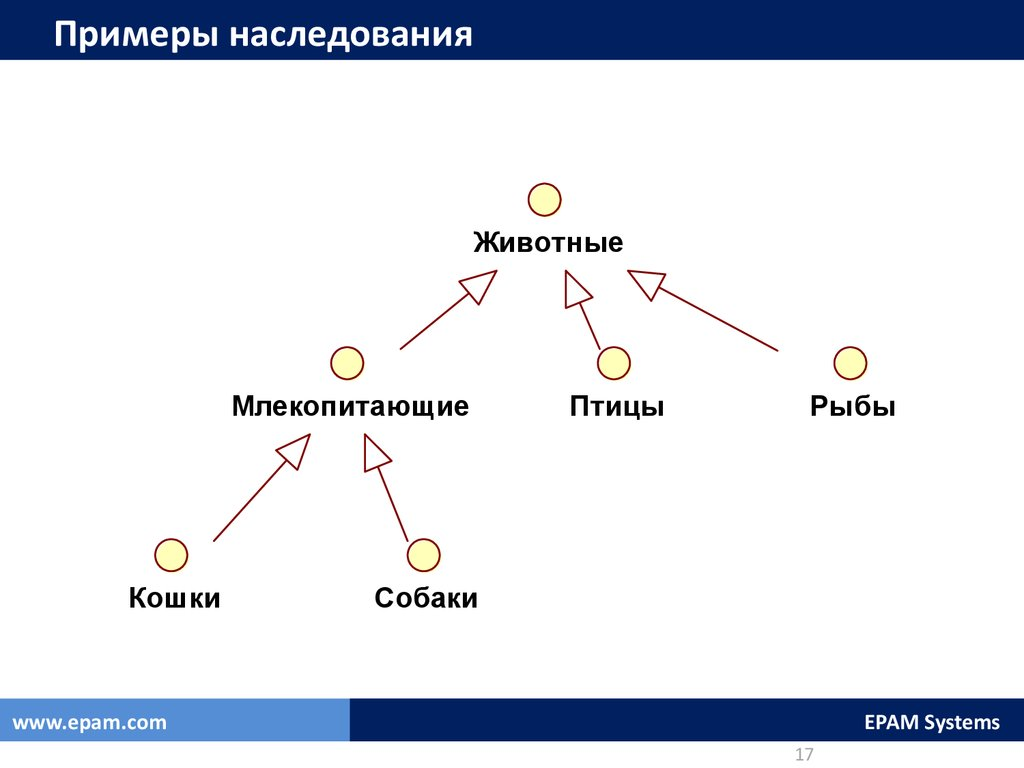 Примеры наследования
Животные
Млекопитающие Птицы Рыбы
Кошки Собаки
www.epam.com EPAM Systems
17